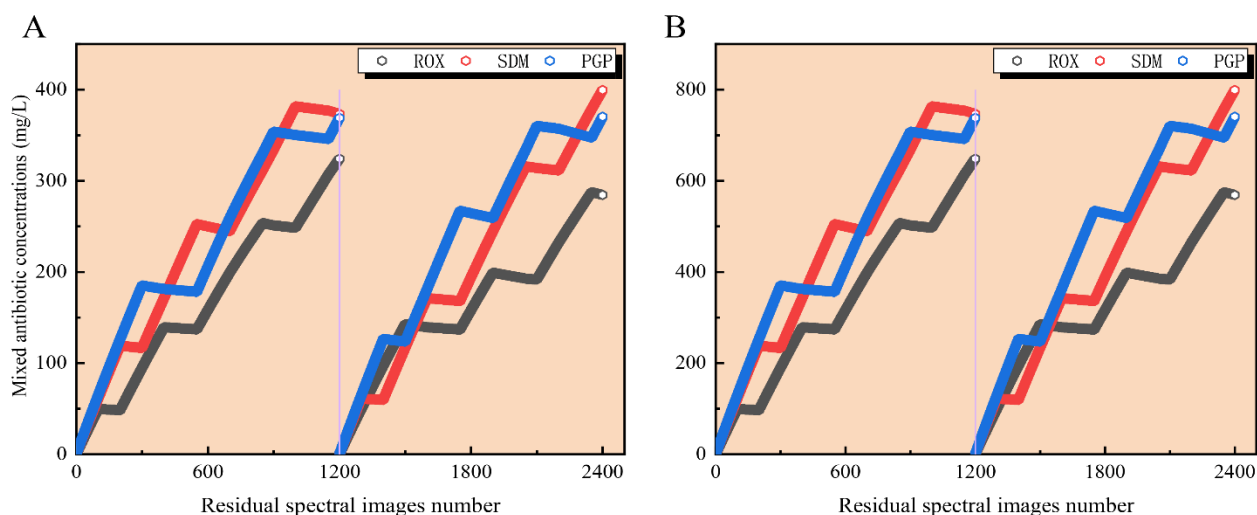 A
B
ROX SDM PGP
ROX SDM PGP
Mixed antibiotic concentrations (mg/L)
400
300
200
100
0
800
600
400
200
0
0 600 1200 1800 2400
0 600 1200 1800 2400
Residual spectral images number
Residual spectral images number